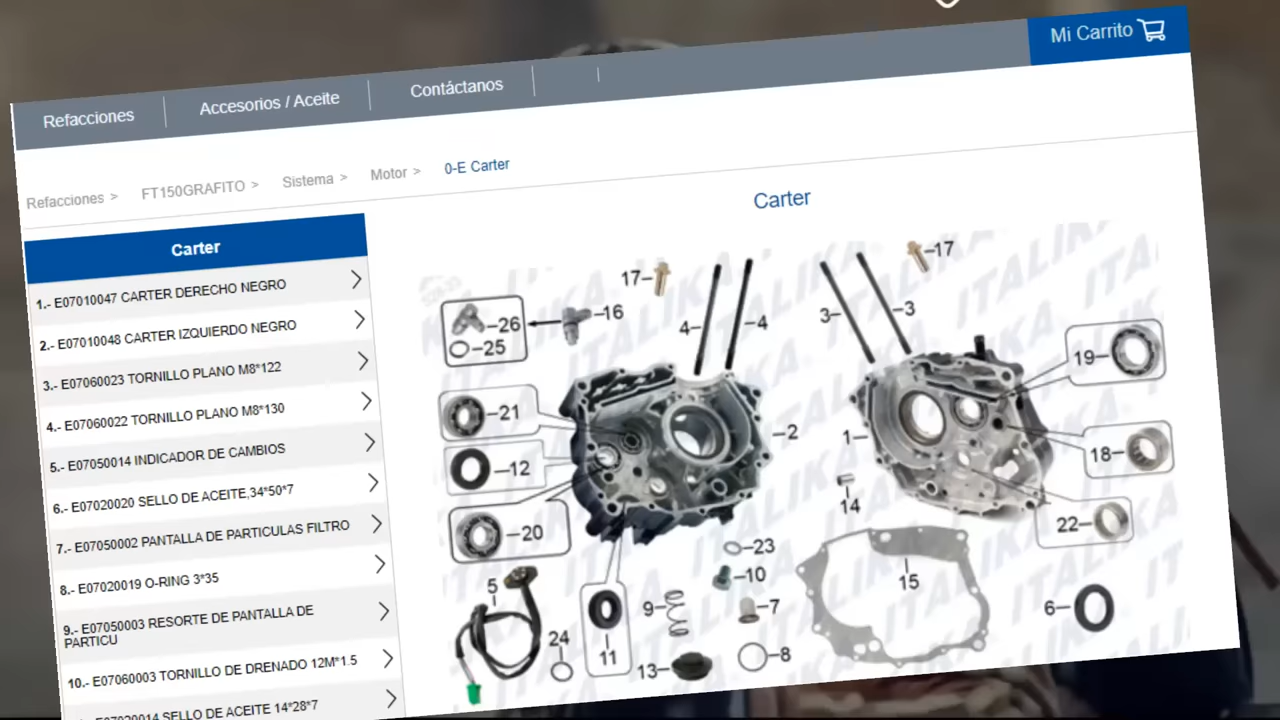 Mi Carrito
Refacciones
Accesorios / Aceite
Contáctanos
Refacciones >
FT150GRAFITO >
Sistema >
Motor >
0-E Carter
Carter
1.- E07010047 CARTER DERECHO NEGRO
2.- E07010048 CARTER IZQUIERDO NEGRO
3.- E07060023 TORNILLO PLANO M8*122
4.- E07060022 TORNILLO PLANO M8*130
5.- E07050014 INDICADOR DE CAMBIOS
6.- E07020020 SELLO DE ACEITE,34*50*7
7.- E07050002 PANTALLA DE PARTICULAS FILTRO
8.- E07020019 O-RING 3*35
9.- E07050003 RESORTE DE PANTALLA DE
PARTICU
10.- E07060003 TORNILLO DE DRENADO 12M*1.5
E07020014 SELLO DE ACEITE 14*28*7
Carter
17
17
26
16
25
4
4
3
3
19
21
2
1
12
18
14
20
22
23
15
5
10
9
7
6
24
11
13
8
ITALIKA
ITALIKA
ITALIKA
ITALIKA